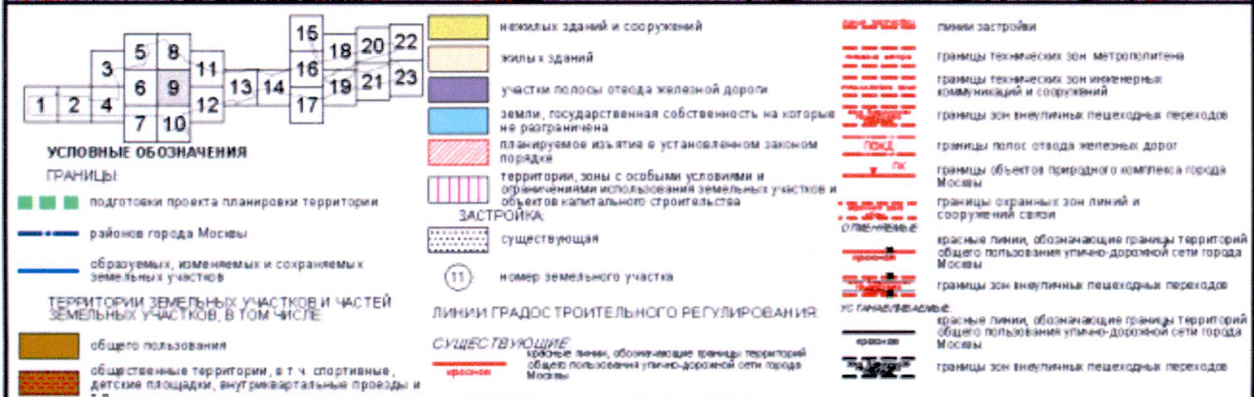 15
5 8 18 20 22
3 11 16
6 9 13 14 19 21 23
1 2 4 12 17
7 10
УСЛОВНЫЕ ОБОЗНАЧЕНИЯ
ГРАНИЦЫ:
подготовки проекта планировки территории
районов города Москвы
образуемых, изменяемых и сохраняемых
земельных участков
ТЕРРИТОРИИ ЗЕМЕЛЬНЫХ УЧАСТКОВ И ЧАСТЕЙ
ЗЕМЕЛЬНЫХ УЧАСТКОВ, В ТОМ ЧИСЛЕ:
общего пользования
общественные территории, в т.ч. спортивные,
детские площадки, внутриквартальные проезды и
нежилых зданий и сооружений
жилых зданий
участки полосы отвода железной дороги
земли, государственная собственность на которые
не разграничена
планируемое изъятие в установленном законом
порядке
территории, зоны с особыми условиями и
ограничениями использования земельных участков и
объектов капитального строительства
ЗАСТРОЙКА:
существующая
11
номер земельного участка
ЛИНИИ ГРАДОСТРОИТЕЛЬНОГО РЕГУЛИРОВАНИЯ:
СУЩЕСТВУЮЩИЕ
красные линии, обозначающие границы территорий
красная общего пользования улично-дорожной сети города
Москвы
линии застройки
границы технических зон метрополитена
границы технических зон инженерных
коммуникаций и сооружений
границы зон внеуличных пешеходных переходов
ПОЖД
границы полос отвода железных дорог
ПК
границы объектов природного комплекса города
Москвы
границы охранных зон линий и
сооружений связи
ОТМЕНЯЕМЫЕ
красные линии, обозначающие границы территорий
красная общего пользования улично-дорожной сети города
Москвы
границы зон внеуличных пешеходных переходов
УСТАНАВЛИВАЕМЫЕ
красные линии, обозначающие границы территорий
красная общего пользования улично-дорожной сети города
Москвы
границы зон внеуличных пешеходных переходов